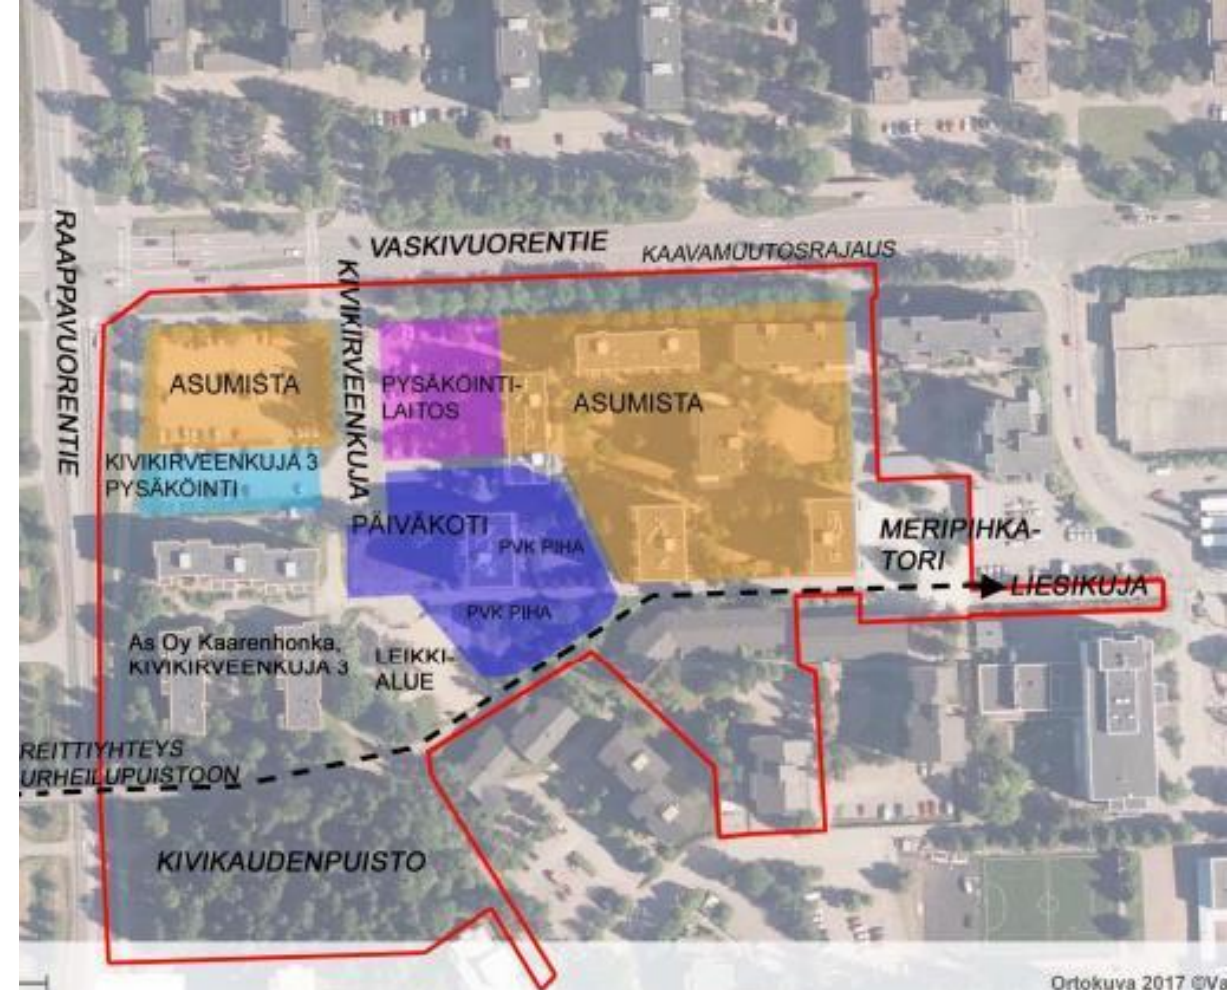 VASKIVUORENTIE
KAAVAMUUTOSRAJAUS
RAAPPAVUORENTIE
KIVIKIRVEENKUJA
ASUMISTA
PYSÄKÖINTI-
LAITOS
ASUMISTA
KIVIKIRVEENKUJA 3
PYSÄKÖINTI
PÄIVÄKOTI
PVK PIHA
MERIPIHKA-
TORI
LIESIKUJA
PVK PIHA
As Oy Kaarenhonka,
KIVIKIRVEENKUJA 3
LEIKKI-
ALUE
REITTIYHTEYS
URHEILUPUISTOON
KIVIKAUDENPUISTO
Ortokuva 2017 ©Va